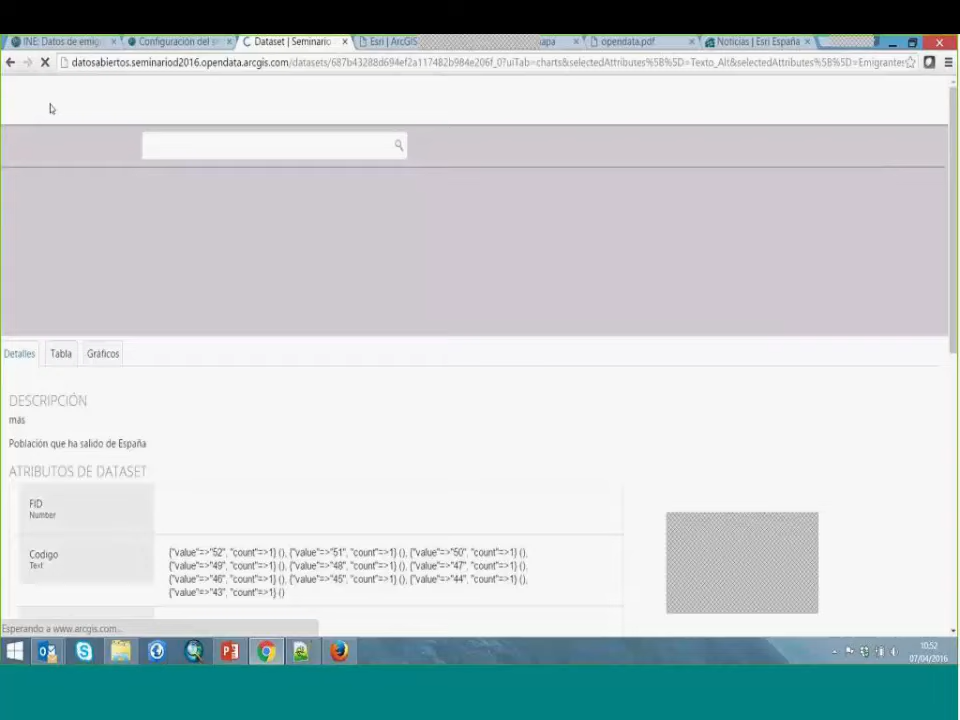 INE: Datos de emig
Configuración del
Dataset | Seminario
Esri | ArcGIS
apa
opendata.pdf
Noticias | Esri España
datosabiertos.seminariod2016.opendata.arcgis.com/datasets/687b43288d694ef2a117482b984e206f_0?uiTab=charts&selectedAttributes%5B%5D=Texto_Alt&selectedAttributes%5B%5D=Emigrantes
Detalles
Tabla
Gráficos
DESCRIPCIÓN
más
Población que ha salido de España
ATRIBUTOS DE DATASET
FID
Number
Codigo
Text
{"value"=>"52", "count"=>1} (), {"value"=>"51", "count"=>1} (), {"value"=>"50", "count"=>1} (),
{"value"=>"49", "count"=>1} (), {"value"=>"48", "count"=>1} (), {"value"=>"47", "count"=>1} (),
{"value"=>"46", "count"=>1} (), {"value"=>"45", "count"=>1} (), {"value"=>"44", "count"=>1} (),
{"value"=>"43", "count"=>1} ()
Esperando a www.arcgis.com...
10:52
07/04/2016